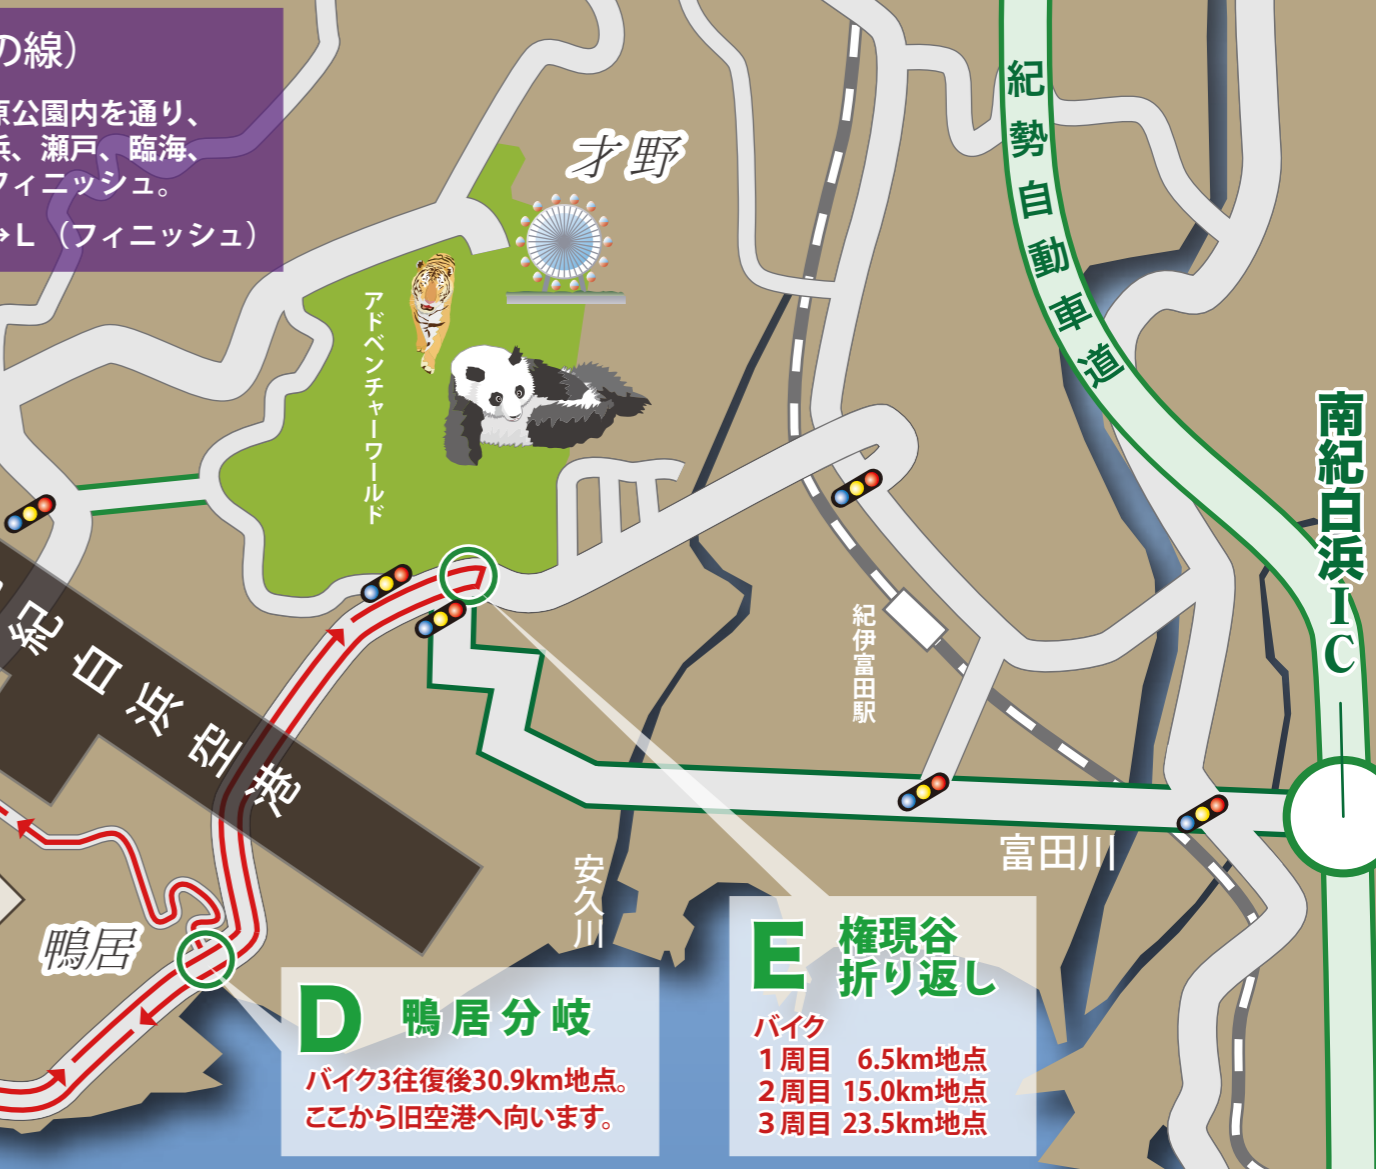 の線）
原公園内を通り、
浜、瀬戸、臨海、
フィニッシュ。
→L（フィニッシュ）
才野
紀勢自動車道
アドベンチャーワールド
南紀白浜IC
紀伊富田駅
紀白浜空港
富田川
安久川
鴨居
D 鴨居分岐
バイク3往復後30.9km地点。
ここから旧空港へ向います。
E 権現谷
折り返し
バイク
1周目 6.5km地点
2周目 15.0km地点
3周目 23.5km地点